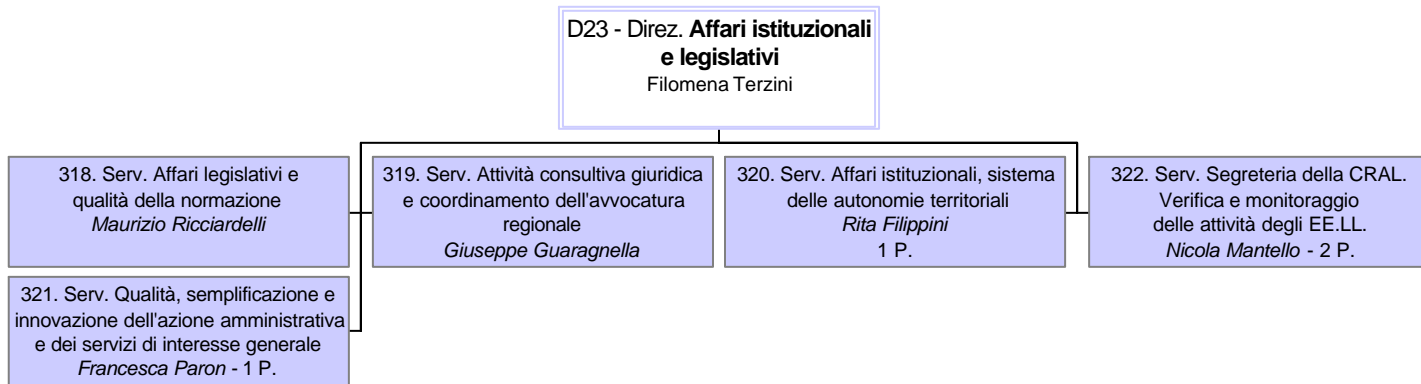 D23 - Direz. Affari istituzionali
e legislativi
Filomena Terzini
318. Serv. Affari legislativi e
qualità della normazione
Maurizio Ricciardelli
319. Serv. Attività consultiva giuridica
e coordinamento dell'avvocatura
regionale
Giuseppe Guaragnella
320. Serv. Affari istituzionali, sistema
delle autonomie territoriali
Rita Filippini
1 P.
322. Serv. Segreteria della CRAL.
Verifica e monitoraggio
delle attività degli EE.LL.
Nicola Mantello - 2 P.
321. Serv. Qualità, semplificazione e
innovazione dell'azione amministrativa
e dei servizi di interesse generale
Francesca Paron - 1 P.